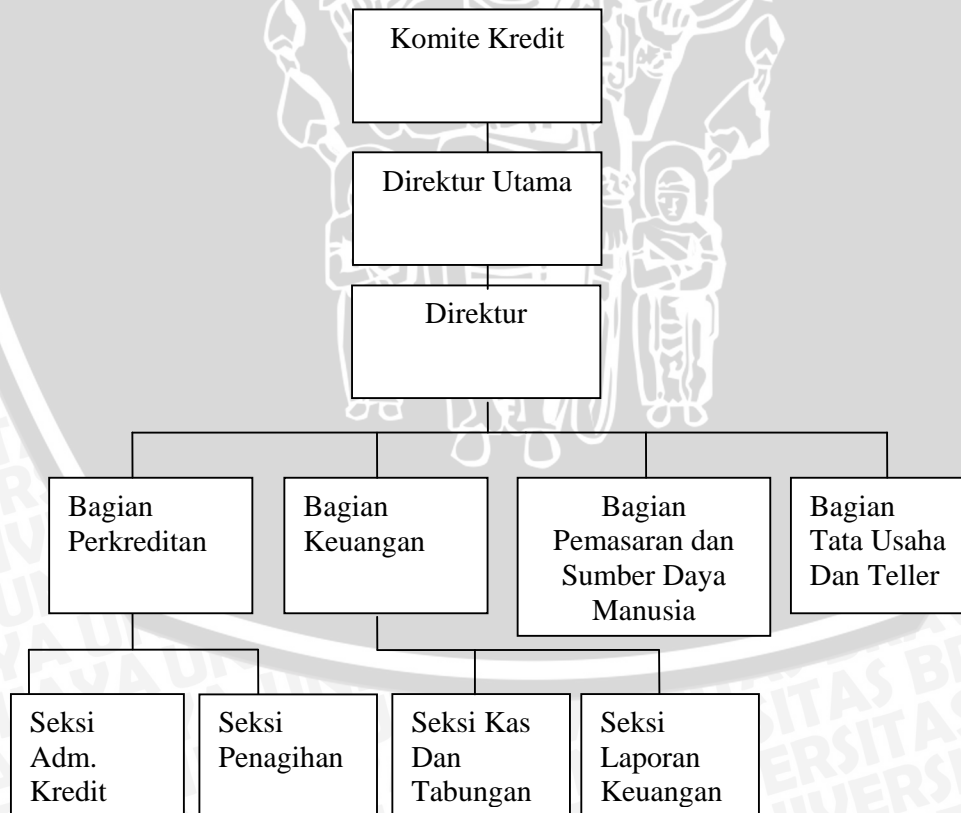 Komite Kredit
Direktur Utama
Direktur
Bagian
Perkreditan
Bagian
Keuangan
Bagian
Pemasaran dan
Sumber Daya
Manusia
Bagian
Tata Usaha
Dan Teller
Seksi
Adm.
Kredit
Seksi
Penagihan
Seksi Kas
Dan
Tabungan
Seksi
Laporan
Keuangan